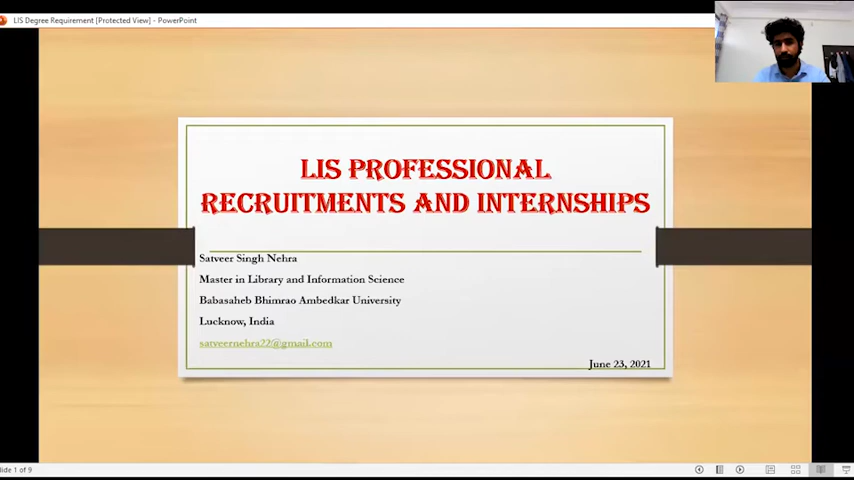 LIS Degree Requirement [Protected View] - PowerPoint
LIS PROFESSIONAL
RECRUITMENTS AND INTERNSHIPS
Satveer Singh Nehra
Master in Library and Information Science
Babasaheb Bhimrao Ambedkar University
Lucknow, India
satveernehra22@gmail.com
June 23, 2021
lide 1 of 9